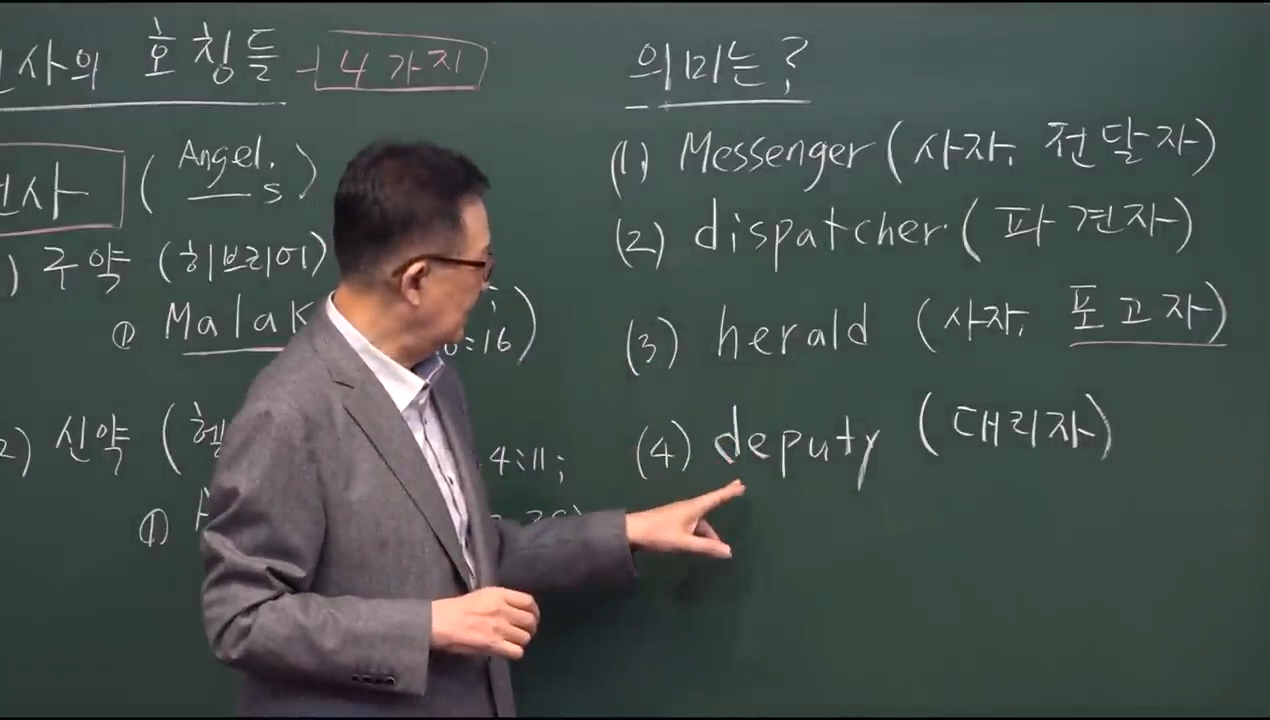 사의 호칭들 - 4가지
사 (Angel.s)
구약 (히브리어)
① Malak :16)
2) 신약 (헬 . 4:11;
①
의미는?
(1) Messenger (사자, 전달자)
(2) dispatcher. (파견자)
(3) herald (사자, 포고자)
(4) deputy (대리자)